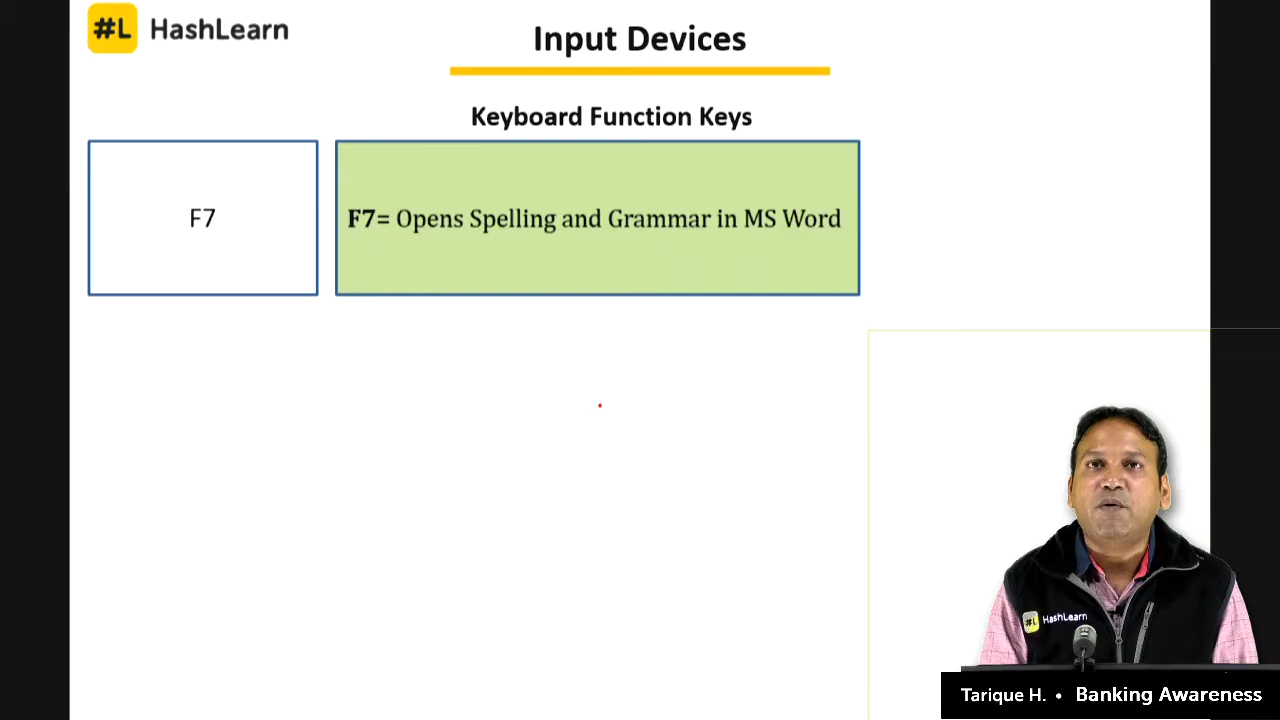 #L HashLearn
Input Devices
Keyboard Function Keys
F7
F7= Opens Spelling and Grammar in MS Word
#L HashLearn
Tarique H. • Banking Awareness